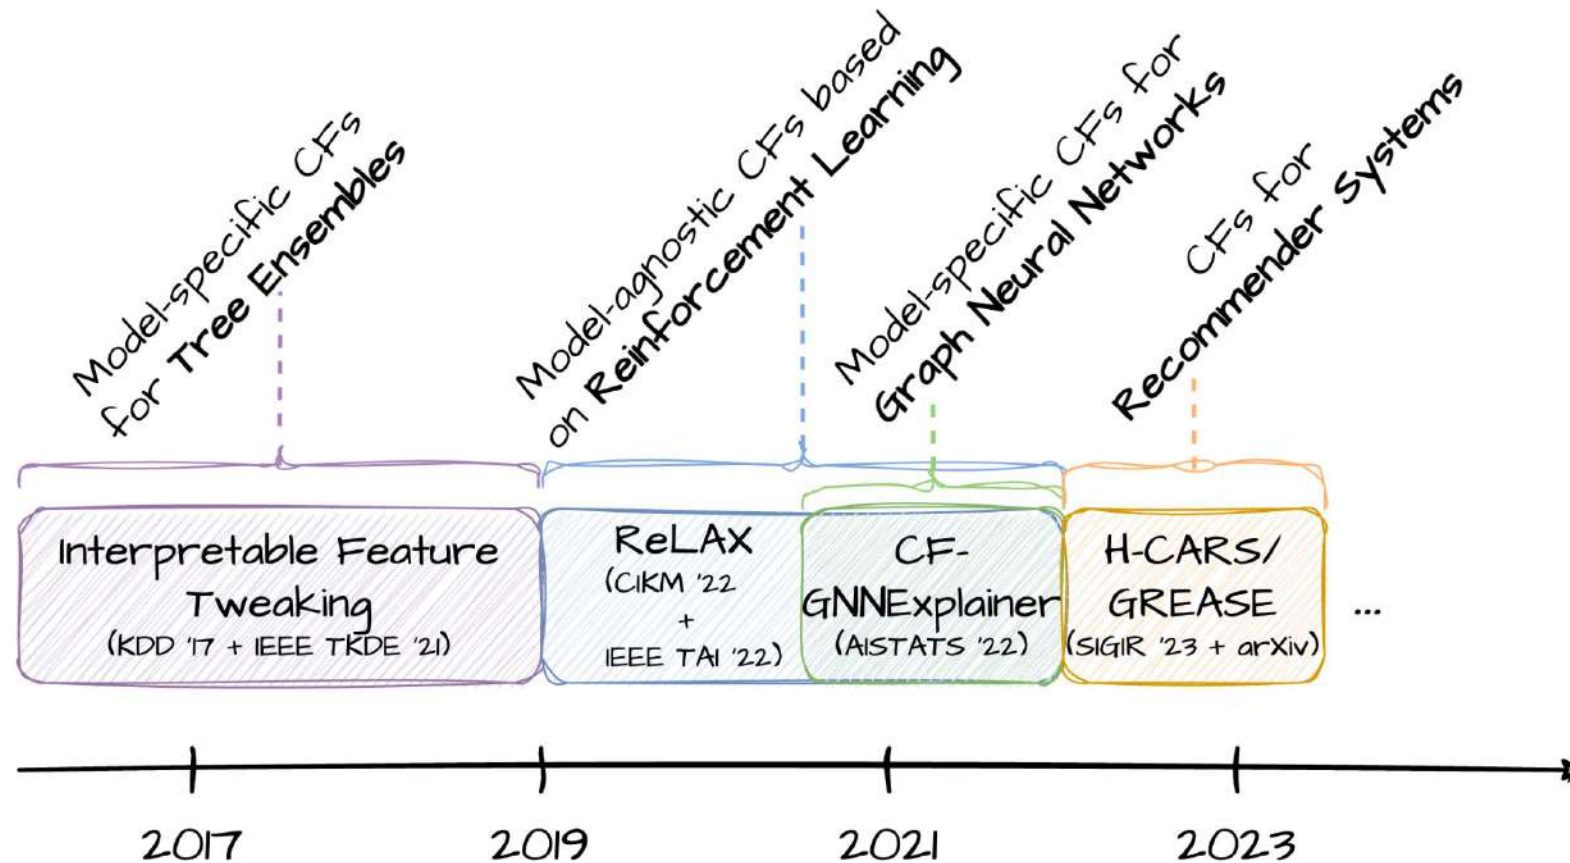 Model-specific CFs
for Tree Ensembles
Model-agnostic CFs based
on Reinforcement Learning
Model-specific CFs for
Graph Neural Networks
CFs for
Recommender Systems
Interpretable Feature
Tweaking
(KDD '17 + IEEE TKDE '21)
ReLAX
(CIKM '22
+
IEEE TAI '22)
CF-
GNNExplainer
(AISTATS '22)
H-CARS/
GREASE
(SIGIR '23 + arXiv)
...
2017
2019
2021
2023